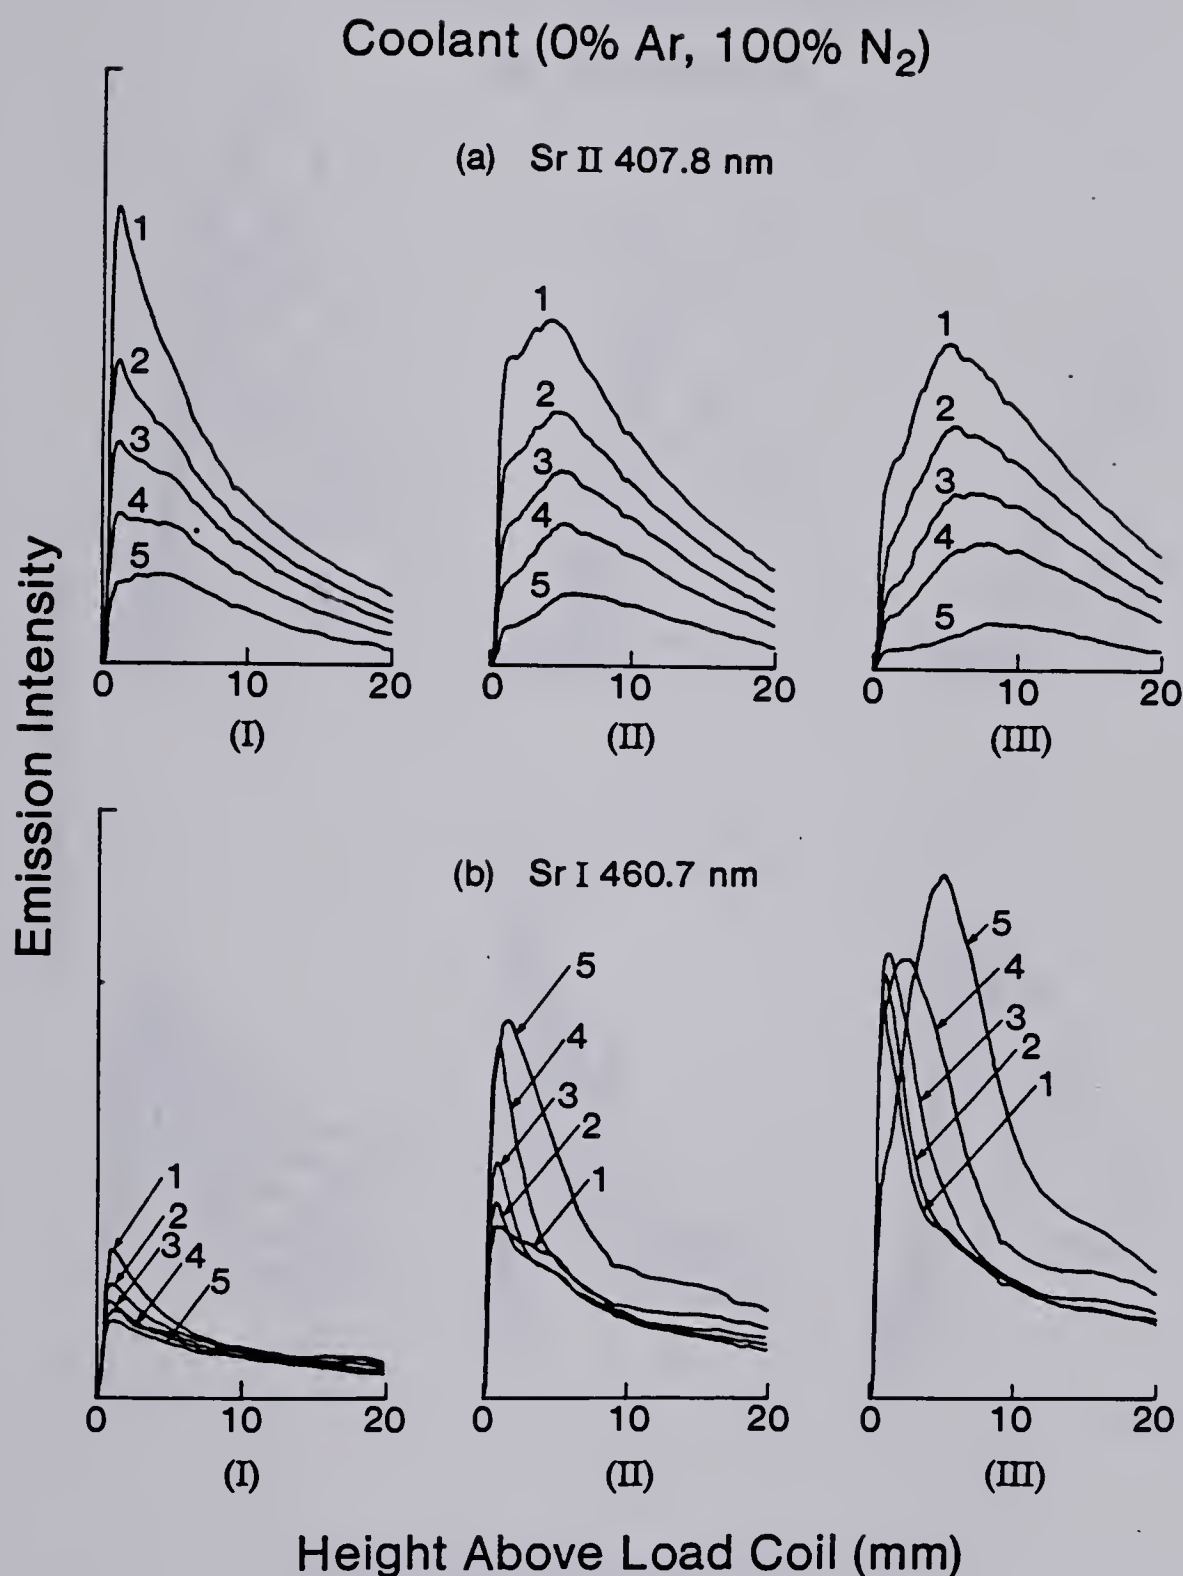 Coolant (0% Ar, 100% N₂)
(a) Sr II 407.8 nm
1
2
3
4
5
0 10 20
(I)
1
2
3
4
5
0 10 20
(II)
1
2
3
4
5
0 10 20
(III)
Emission Intensity
(b) Sr I 460.7 nm
1
2
3
4
5
0 10 20
(I)
5
4
3
2
1
0 10 20
(II)
5
4
3
2
1
0 10 20
(III)
Height Above Load Coil (mm)